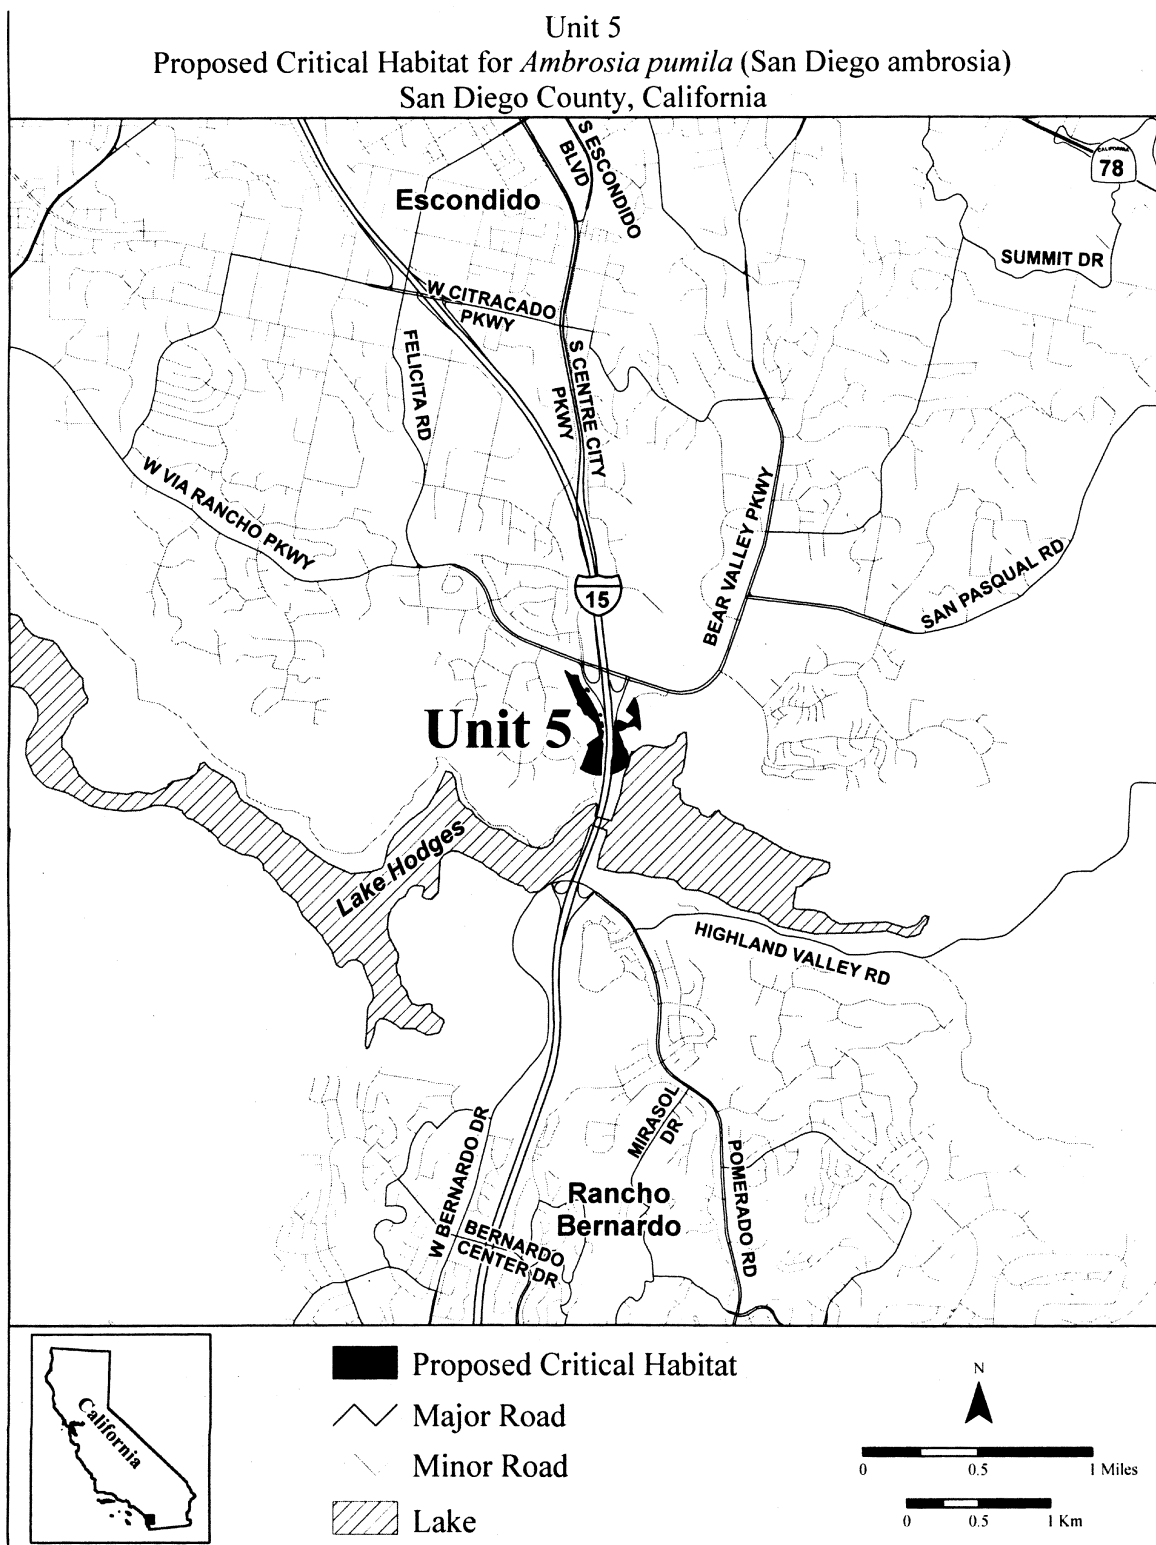 Unit 5
Proposed Critical Habitat for Ambrosia pumila (San Diego ambrosia)
San Diego County, California
S ESCONDIDO
BLVD
CALIFORNIA
78
Escondido
SUMMIT DR
W CITRACADO
PKWY
FELICITA RD
S CENTRE CITY
PKWY
W VIA RANCHO PKWY
BEAR VALLEY PKWY
SAN PASQUAL RD
15
Unit 5
Lake Hodges
HIGHLAND VALLEY RD
MIRASOL
DR
POMERADO RD
W BERNARDO DR
Rancho
Bernardo
BERNARDO
CENTER DR
California
Proposed Critical Habitat
Major Road
Minor Road
Lake
N
0 0.5 1 Miles
0 0.5 1 Km